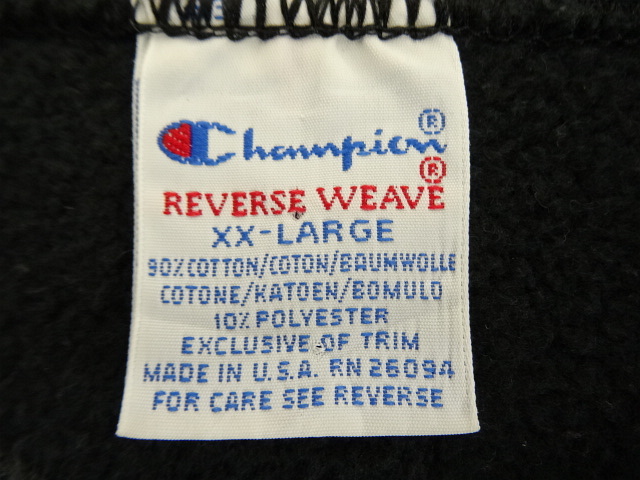 Champion®
REVERSE WEAVE®
XX-LARGE
90% COTTON/COTON/BAUMWOLLE
COTONE/KATOEN/BOMULO
10% POLYESTER
EXCLUSIVE OF TRIM
MADE IN U.S.A. RN 26094
FOR CARE SEE REVERSE